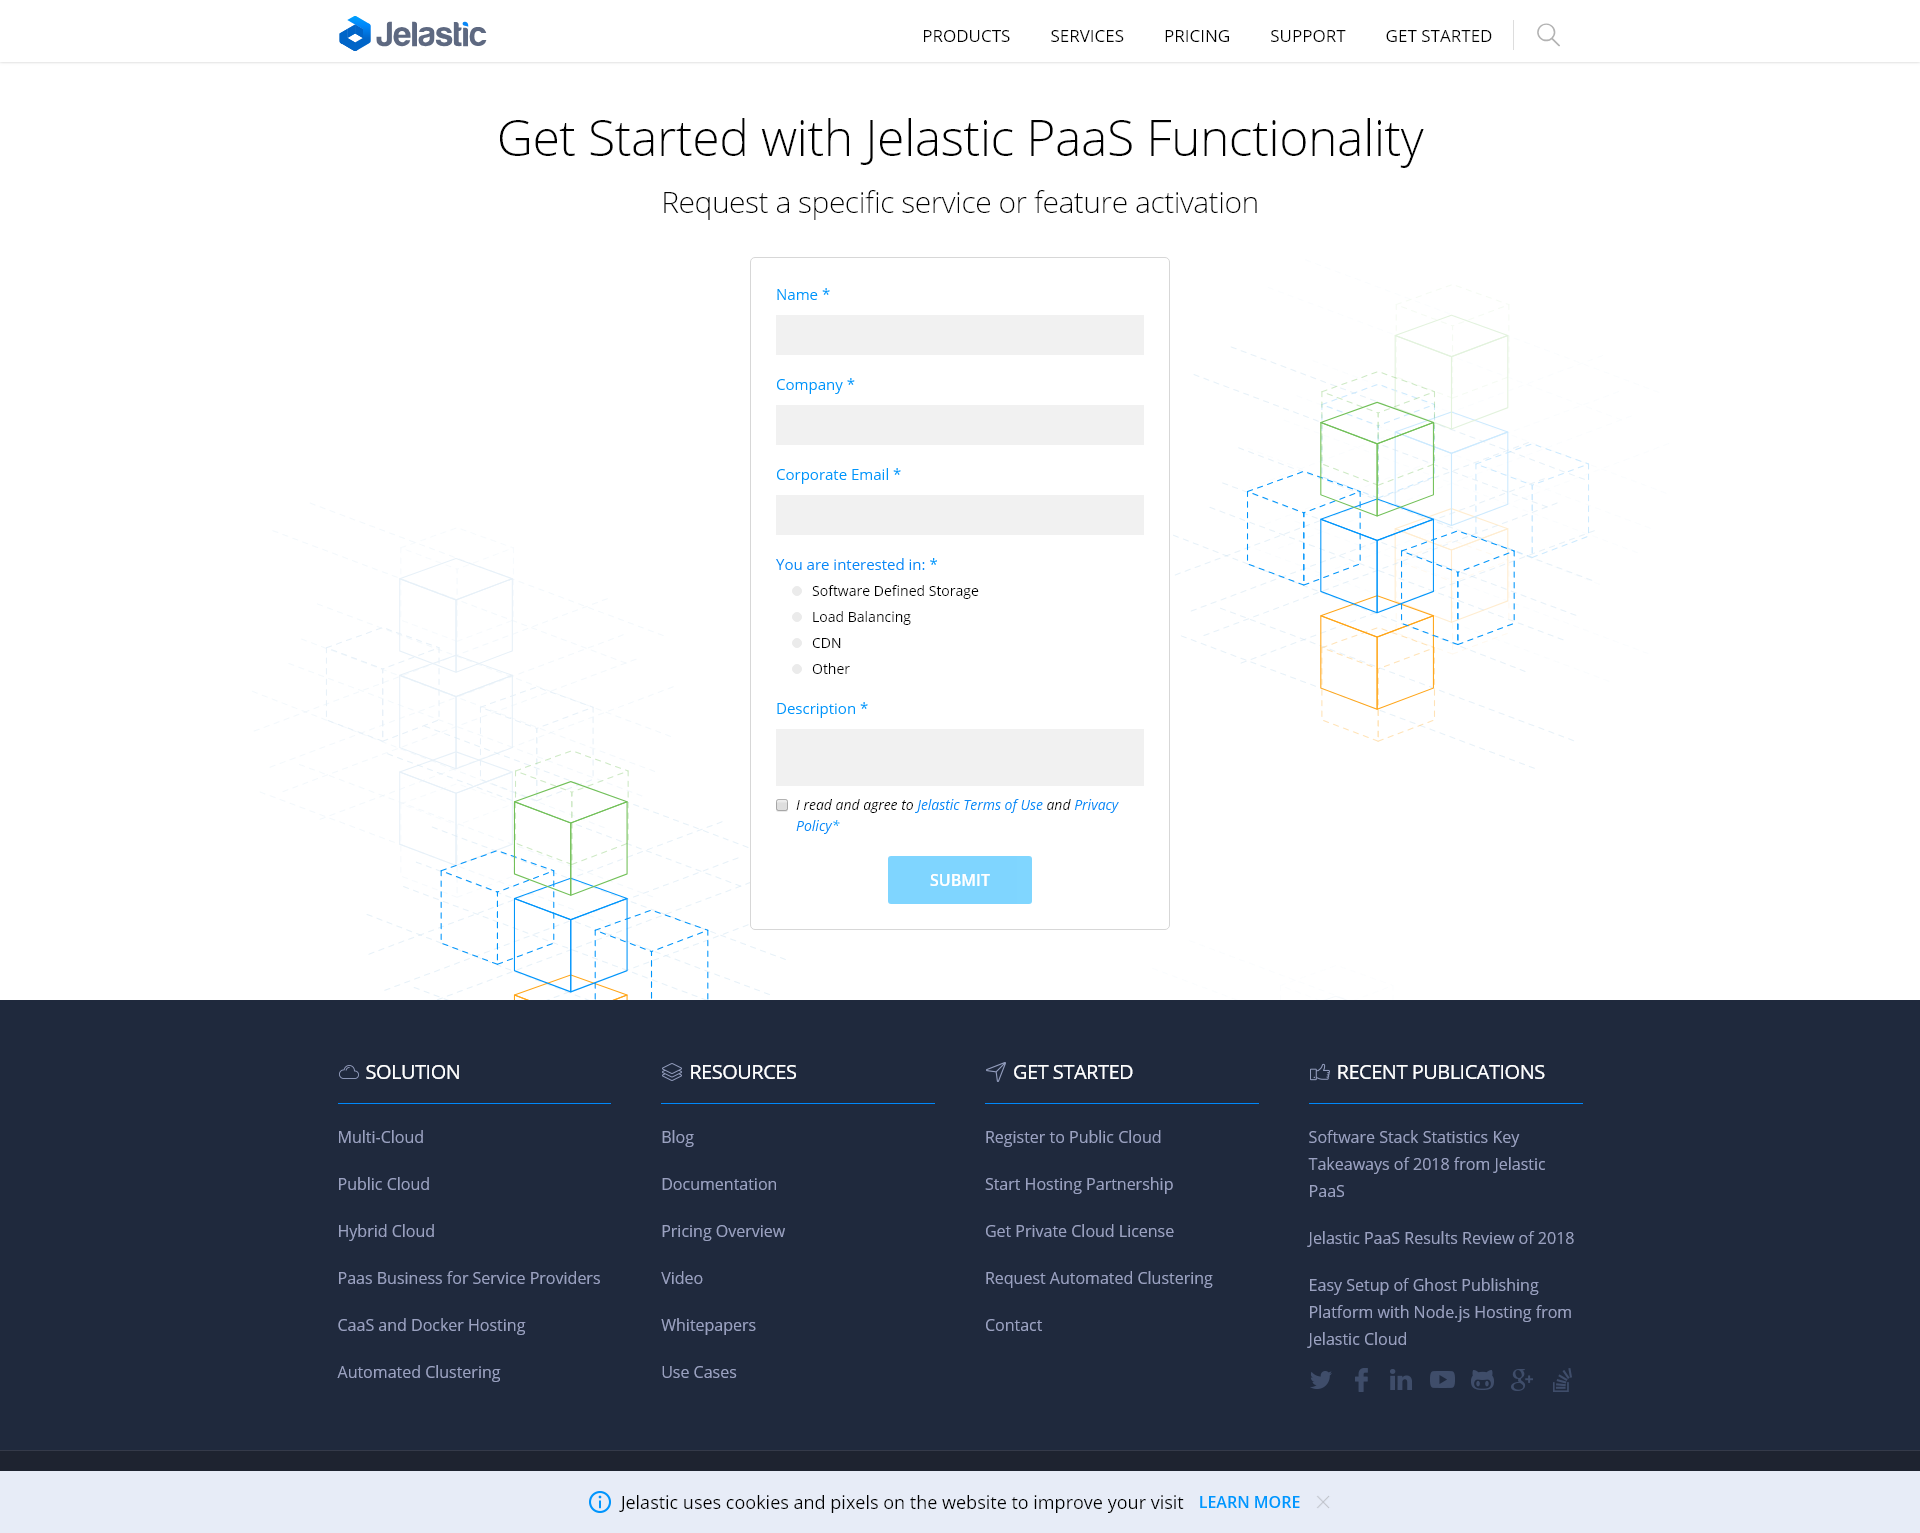 Jelastic
PRODUCTS SERVICES PRICING SUPPORT GET STARTED
Get Started with Jelastic PaaS Functionality
Request a specific service or feature activation
Name *
Company *
Corporate Email *
You are interested in: *
Software Defined Storage
Load Balancing
CDN
Other
Description *
I read and agree to Jelastic Terms of Use and Privacy
Policy*
SUBMIT
SOLUTION
Multi-Cloud
Public Cloud
Hybrid Cloud
Paas Business for Service Providers
CaaS and Docker Hosting
Automated Clustering
RESOURCES
Blog
Documentation
Pricing Overview
Video
Whitepapers
Use Cases
GET STARTED
Register to Public Cloud
Start Hosting Partnership
Get Private Cloud License
Request Automated Clustering
Contact
RECENT PUBLICATIONS
Software Stack Statistics Key
Takeaways of 2018 from Jelastic
PaaS
Jelastic PaaS Results Review of 2018
Easy Setup of Ghost Publishing
Platform with Node.js Hosting from
Jelastic Cloud
Jelastic uses cookies and pixels on the website to improve your visit LEARN MORE